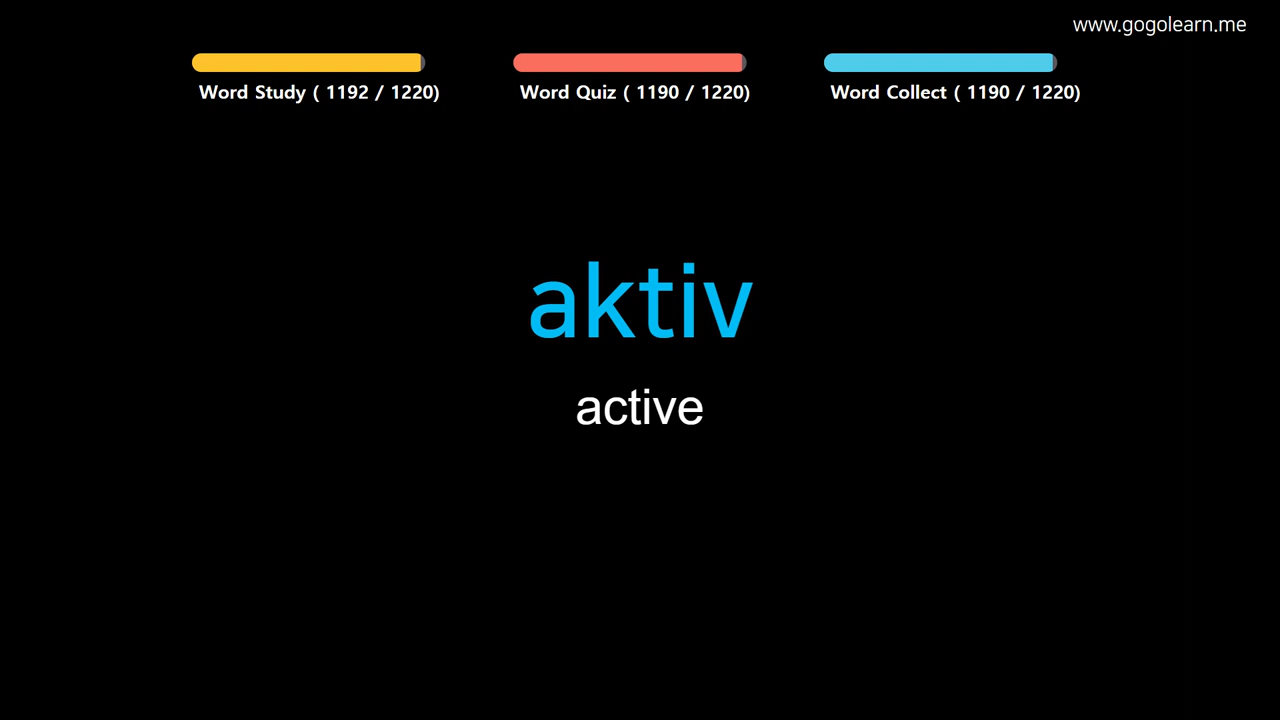 www.gogolearn.me
Word Study ( 1192 / 1220)
Word Quiz ( 1190 / 1220)
Word Collect ( 1190 / 1220)
aktiv
active